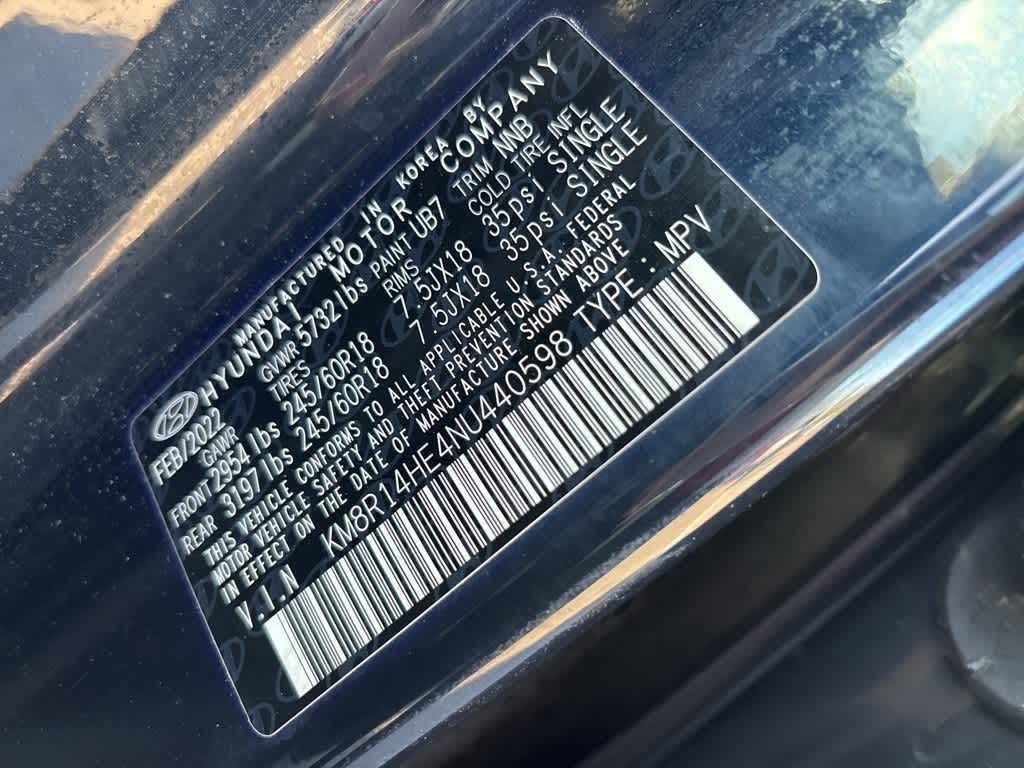 MANUFACTURED IN KOREA BY
HYUNDAI MOTOR COMPANY
FEB/2022 GVWR 5732lbs PAINT UB7 TRIM NNB
GAWR TIRES RIMS COLD TIRE INFL
FRONT 2954 lbs 245/60R18 7.5JX18 35psi SINGLE
REAR 3197lbs 245/60R18 7.5JX18 35psi SINGLE
THIS VEHICLE CONFORMS TO ALL APPLICABLE U.S.A. FEDERAL
MOTOR VEHICLE SAFETY AND THEFT PREVENTION STANDARDS
IN EFFECT ON THE DATE OF MANUFACTURE SHOWN ABOVE
V.I.N KM8R14HE4NU440598 TYPE : MPV